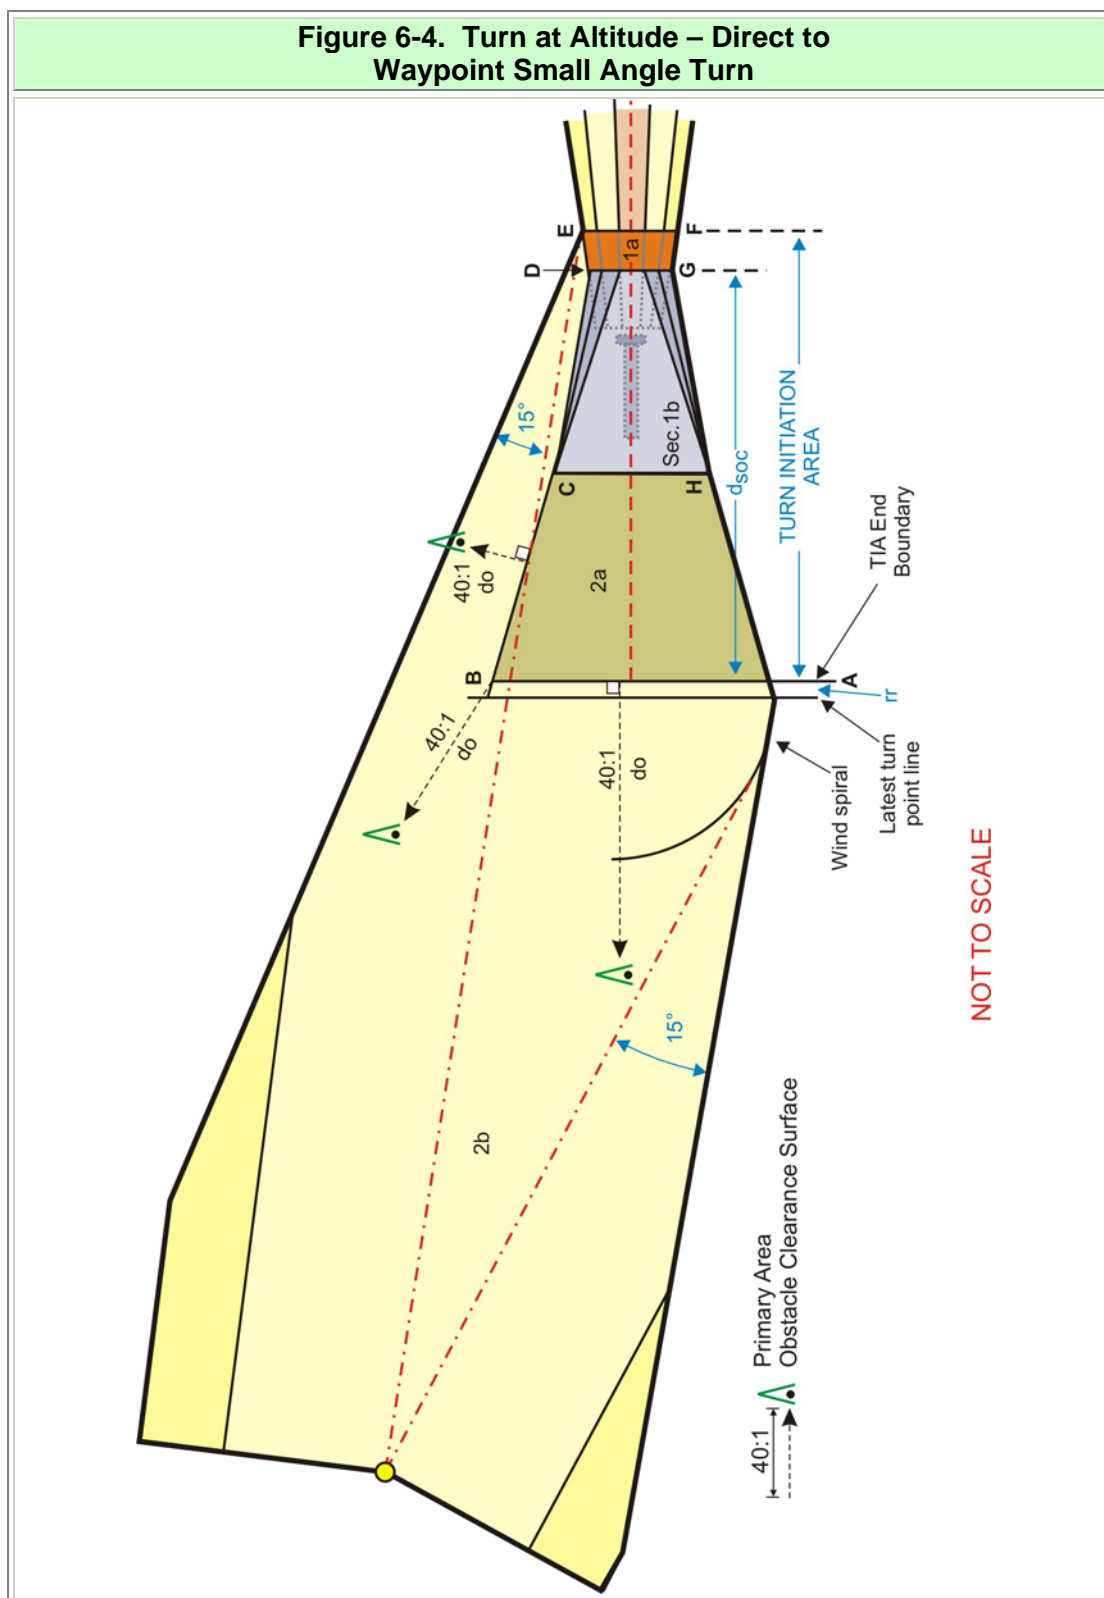 Figure 6-4.  Turn at Altitude – Direct to
Waypoint Small Angle Turn
E
F
D
G
1a
15°
Sec.1b
C
H
dSOC
TURN INITIATION
AREA
40:1
do
2a
TIA End
Boundary
B
A
rr
40:1
do
40:1
do
Latest turn
point line
Wind spiral
15°
2b
NOT TO SCALE
40:1
Primary Area
Obstacle Clearance Surface